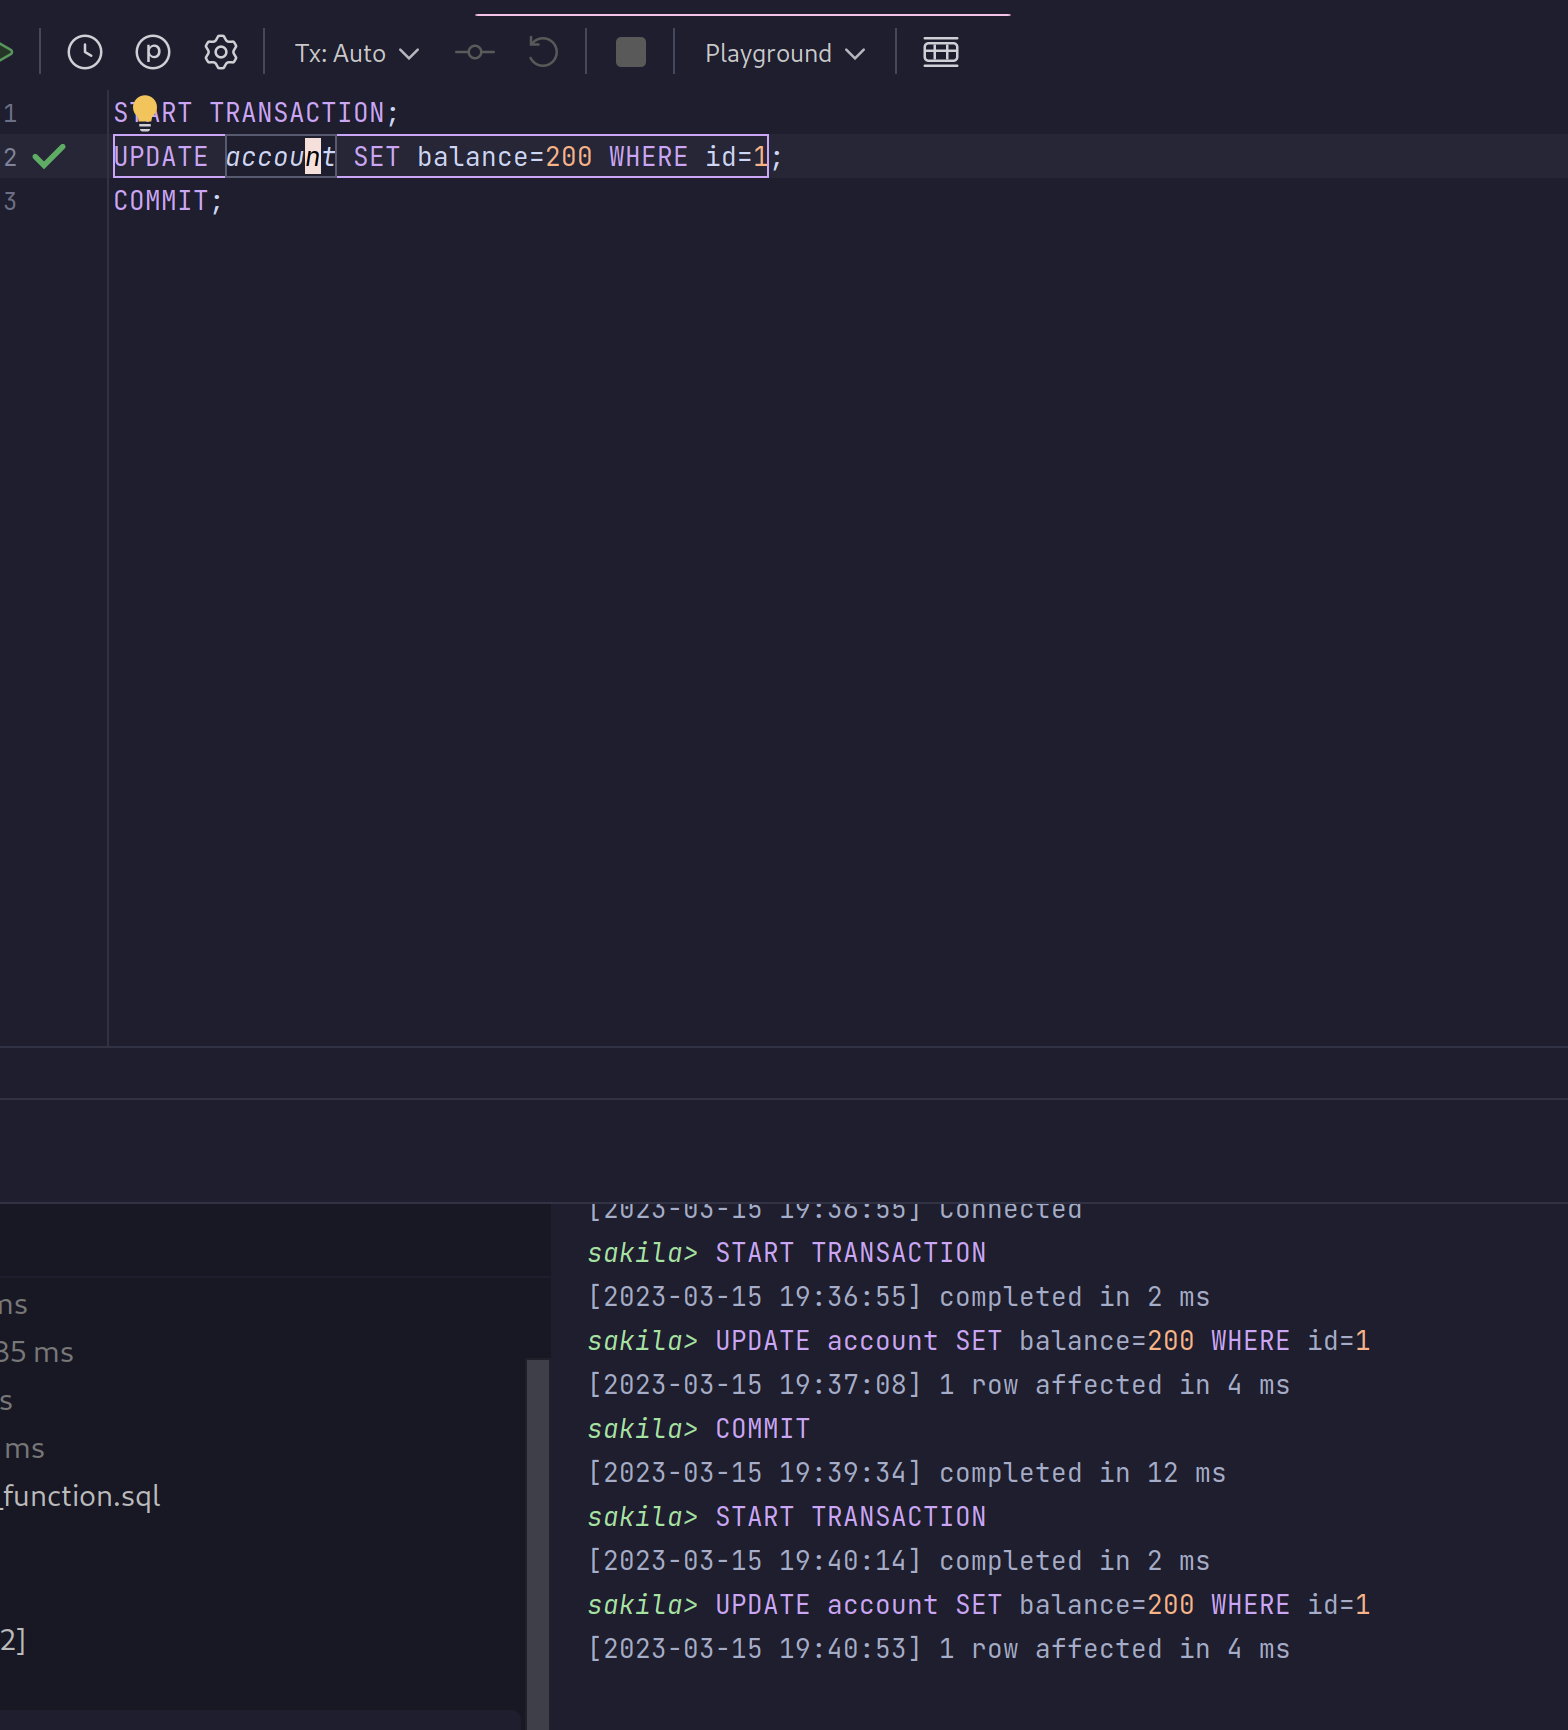 Tx: Auto Playground
1 START TRANSACTION;
2 UPDATE account SET balance=200 WHERE id=1;
3 COMMIT;
[2023-03-15 19:36:55] Connected
sakila> START TRANSACTION
[2023-03-15 19:36:55] completed in 2 ms
sakila> UPDATE account SET balance=200 WHERE id=1
[2023-03-15 19:37:08] 1 row affected in 4 ms
sakila> COMMIT
[2023-03-15 19:39:34] completed in 12 ms
sakila> START TRANSACTION
[2023-03-15 19:40:14] completed in 2 ms
sakila> UPDATE account SET balance=200 WHERE id=1
[2023-03-15 19:40:53] 1 row affected in 4 ms
ms
35 ms
s
ms
_function.sql
2]